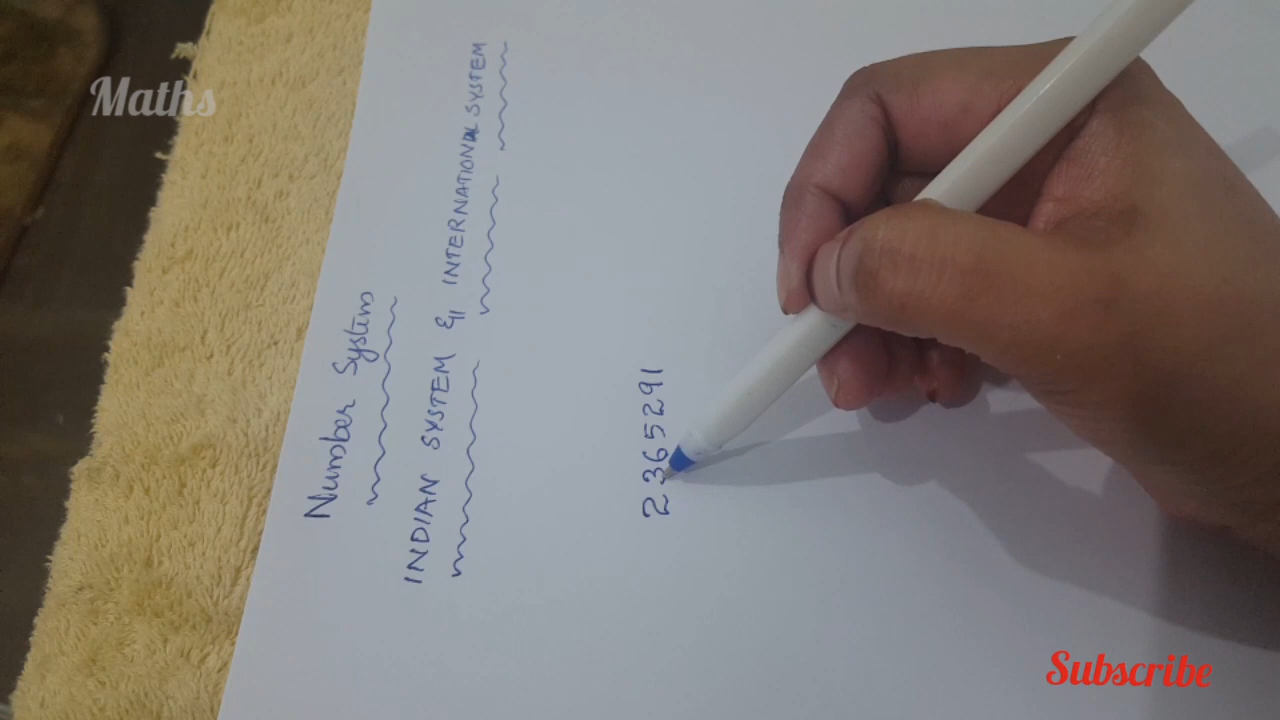 Maths
Number System
INDIAN SYSTEM & INTERNATIONAL SYSTEM
2365291
Subscribe